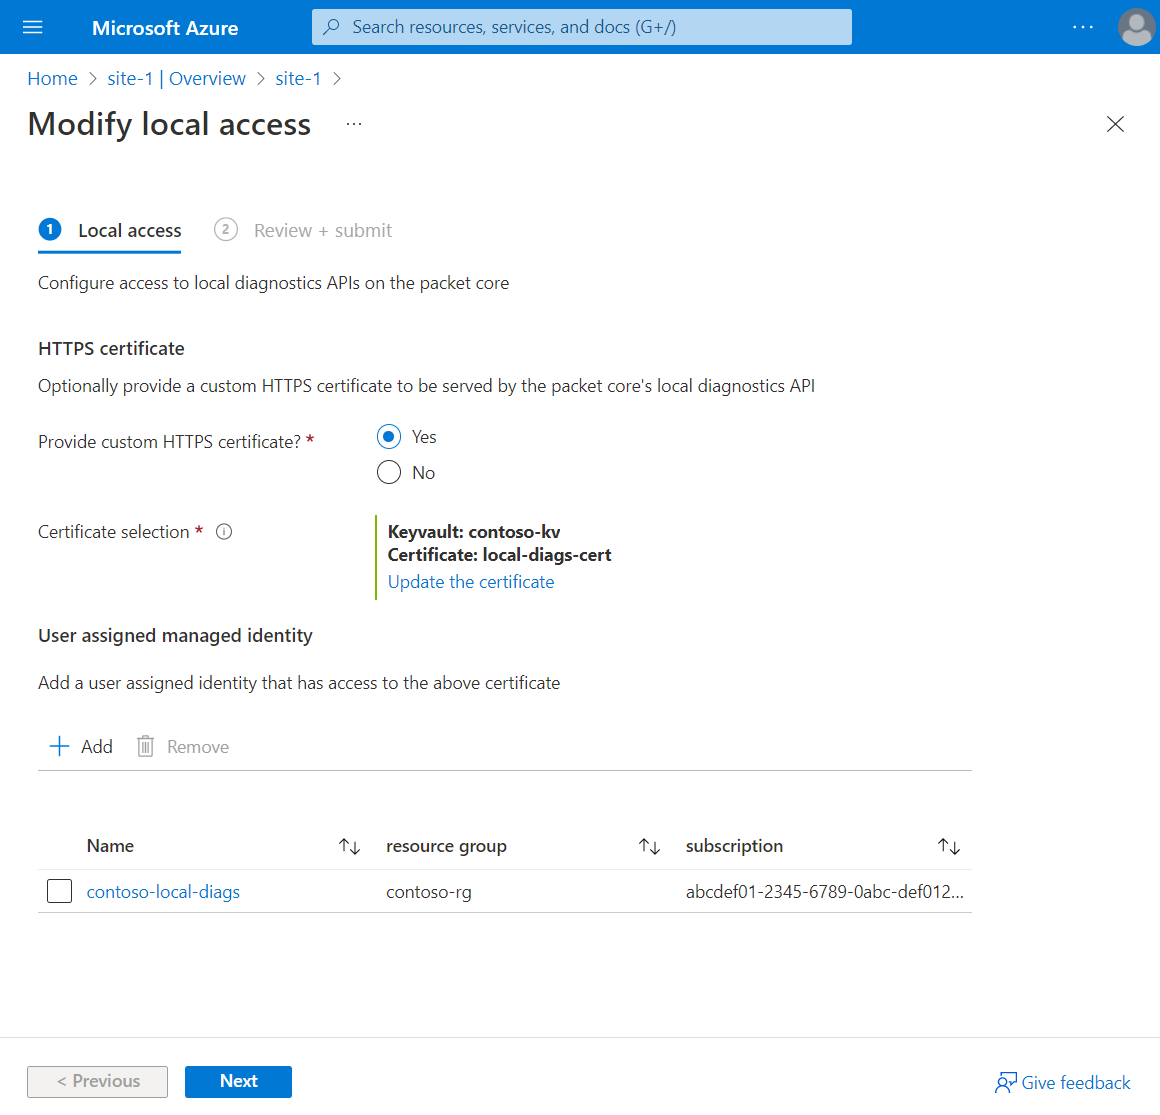 Microsoft Azure
Search resources, services, and docs (G+/)
Home > site-1 | Overview > site-1 >
Modify local access ...
1 Local access
2 Review + submit
Configure access to local diagnostics APIs on the packet core
HTTPS certificate
Optionally provide a custom HTTPS certificate to be served by the packet core's local diagnostics API
Provide custom HTTPS certificate? *
Yes
No
Certificate selection *
Keyvault: contoso-kv
Certificate: local-diags-cert
Update the certificate
User assigned managed identity
Add a user assigned identity that has access to the above certificate
Add
Remove
Name resource group subscription
contoso-local-diags contoso-rg abcdef01-2345-6789-0abc-def012...
< Previous
Next
Give feedback